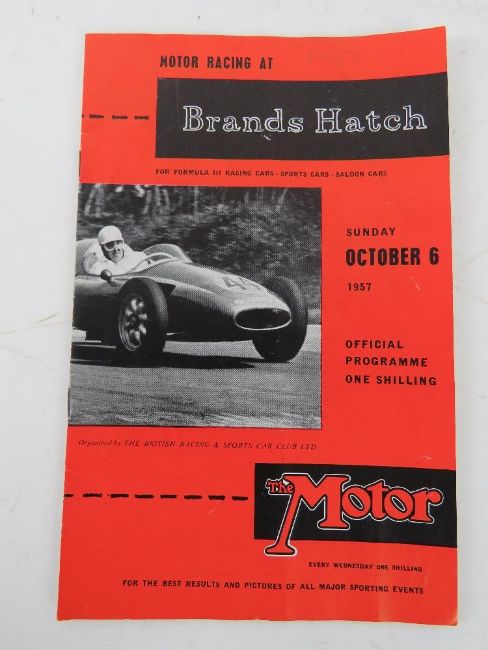 MOTOR RACING AT
Brands Hatch
FOR FORMULA III RACING CARS - SPORTS CARS - SALOON CARS
SUNDAY
OCTOBER 6
1957
OFFICIAL
PROGRAMME
ONE SHILLING
44
Organized by THE BRITISH RACING & SPORTS CAR CLUB LTD
The Motor
EVERY WEDNESDAY ONE SHILLING
FOR THE BEST RESULTS AND PICTURES OF ALL MAJOR SPORTING EVENTS